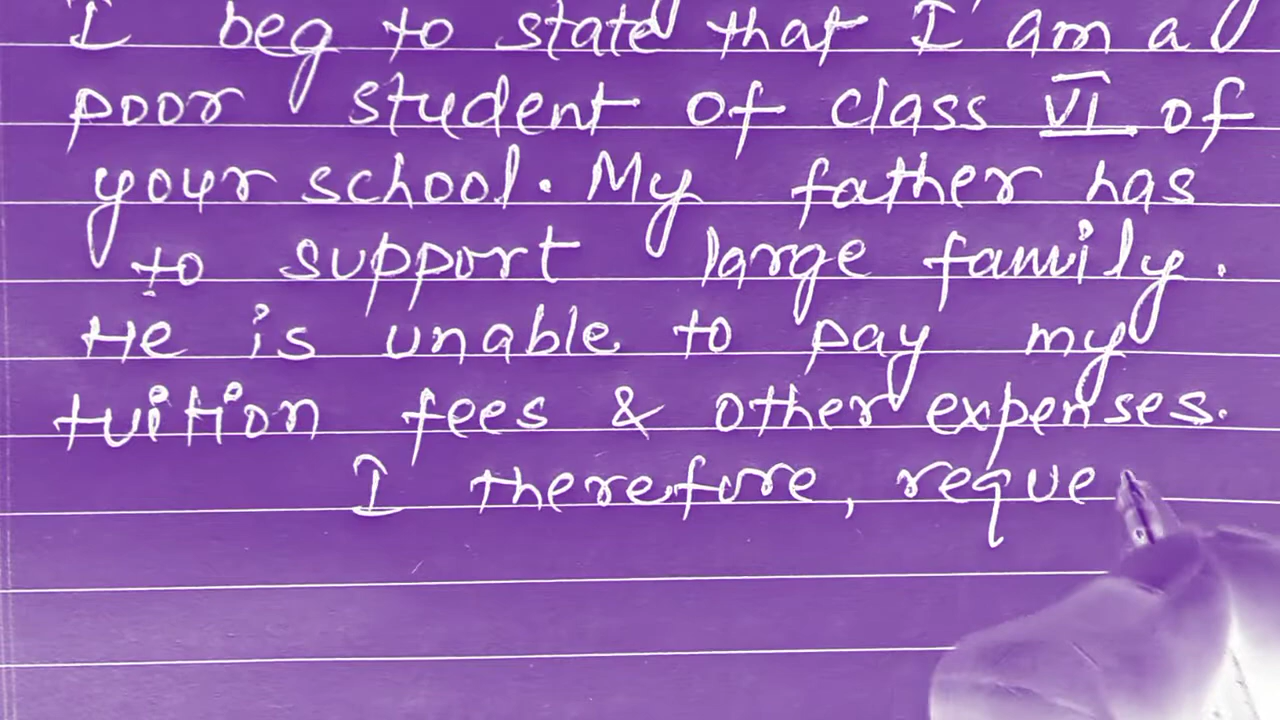 I beg to state that I am a
poor student of class VI of
your school. My father has
to support large family.
He is unable to pay my
tuition fees & other expenses.
I therefore, reque